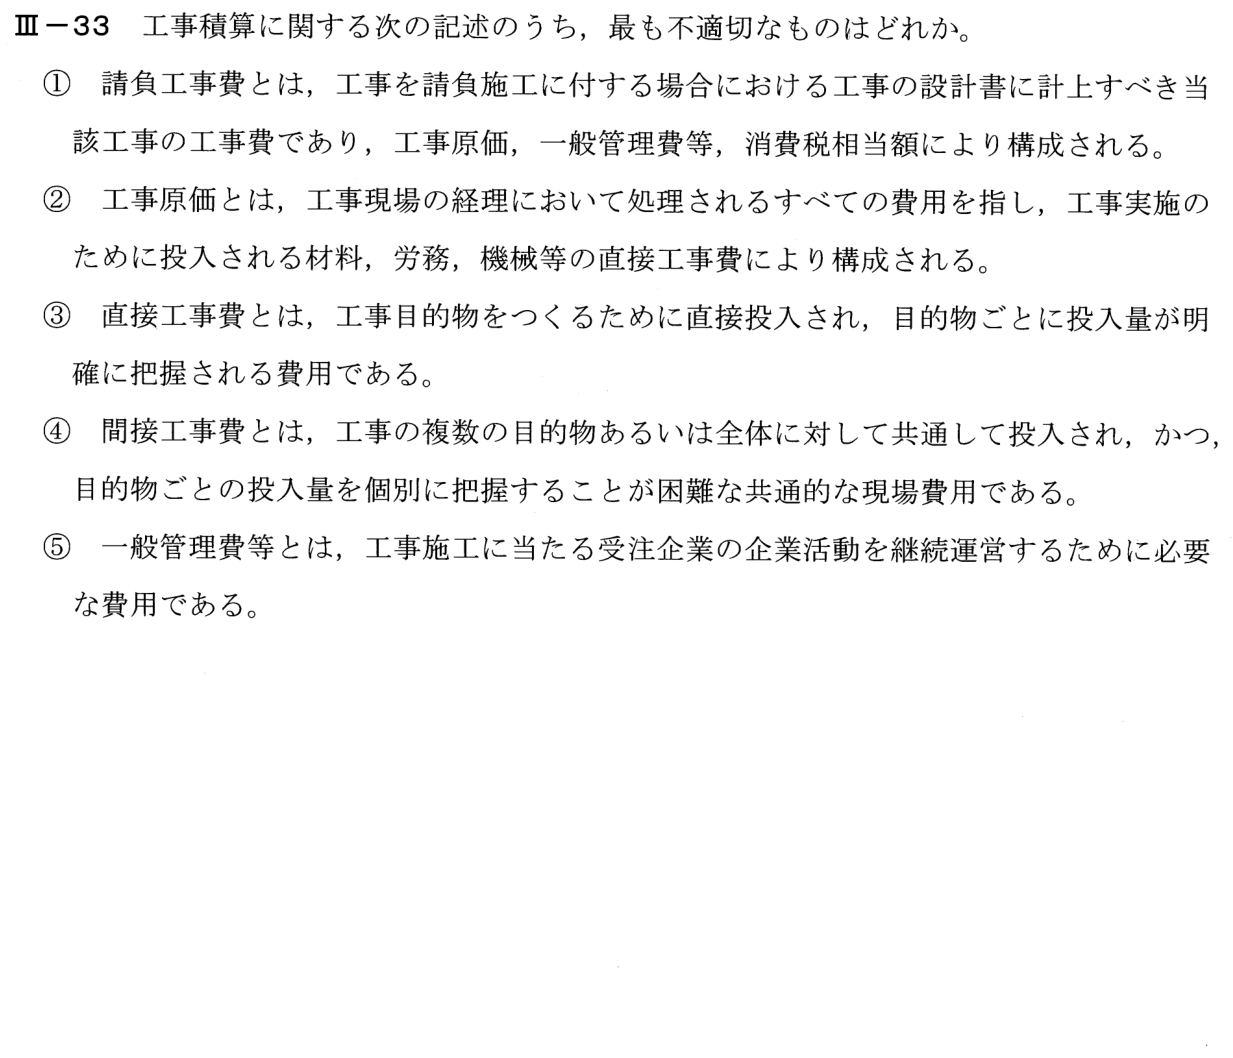 Ⅲ－33　工事積算に関する次の記述のうち，最も不適切なものはどれか。
①　請負工事費とは，工事を請負施工に付する場合における工事の設計書に計上すべき当
該工事の工事費であり，工事原価，一般管理費等，消費税相当額により構成される。
②　工事原価とは，工事現場の経理において処理されるすべての費用を指し，工事実施の
ために投入される材料，労務，機械等の直接工事費により構成される。
③　直接工事費とは，工事目的物をつくるために直接投入され，目的物ごとに投入量が明
確に把握される費用である。
④　間接工事費とは，工事の複数の目的物あるいは全体に対して共通して投入され，かつ，
目的物ごとの投入量を個別に把握することが困難な共通的な現場費用である。
⑤　一般管理費等とは，工事施工に当たる受注企業の企業活動を継続運営するために必要
な費用である。